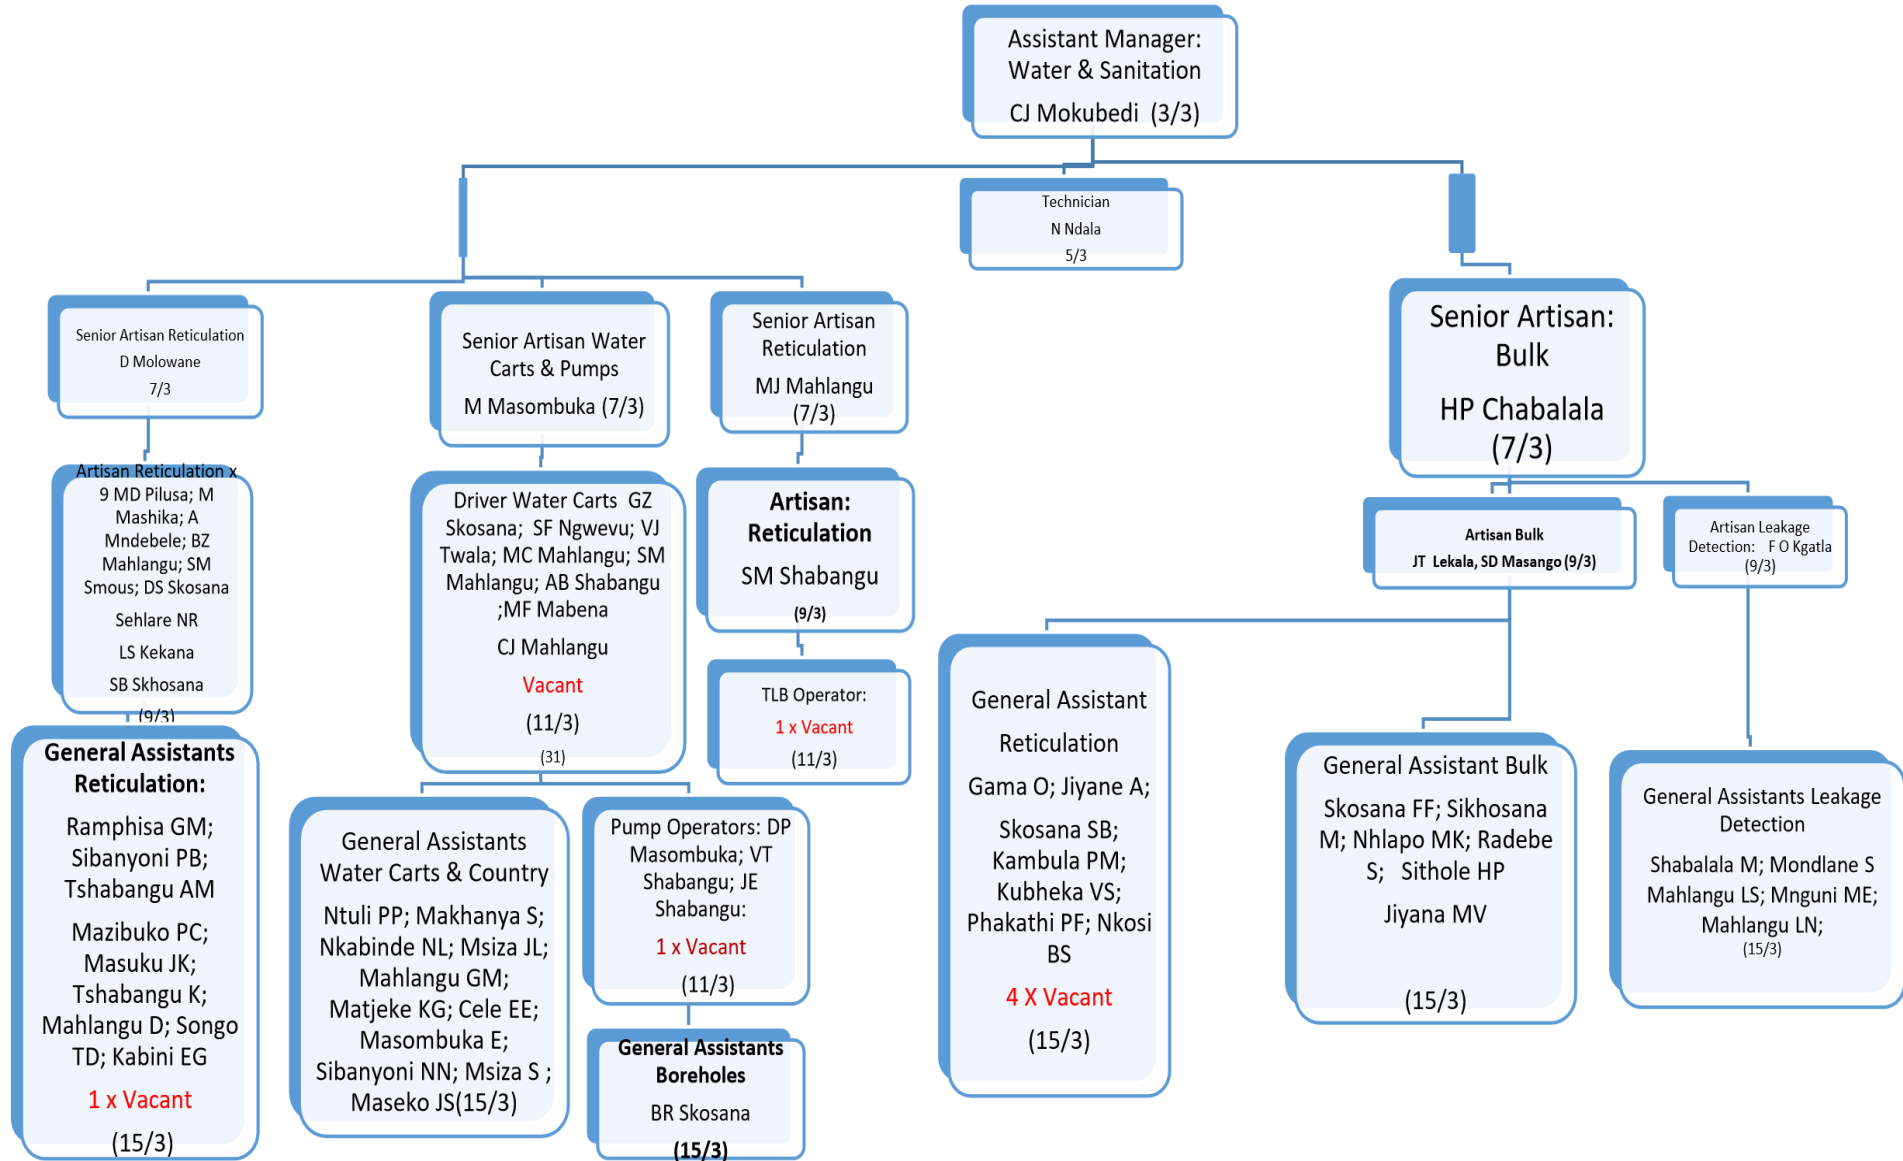 Assistant Manager:
Water & Sanitation
CJ Mokubedi (3/3)
Technician
N Ndala
5/3
Senior Artisan Reticulation
D Molowane
7/3
Senior Artisan Water
Carts & Pumps
M Masombuka (7/3)
Senior Artisan
Reticulation
MJ Mahlangu
(7/3)
Senior Artisan:
Bulk
HP Chabalala
(7/3)
Artisan Reticulation x
9 MD Pilusa; M
Mashika; A
Mndebele; BZ
Mahlangu; SM
Smous; DS Skosana
Sehlare NR
LS Kekana
SB Skhosana
(9/3)
Driver Water Carts GZ
Skosana; SF Ngwevu; VJ
Twala; MC Mahlangu; SM
Mahlangu; AB Shabangu
;MF Mabena
CJ Mahlangu
Vacant
(11/3)
(31)
Artisan:
Reticulation
SM Shabangu
(9/3)
TLB Operator:
1 x Vacant
(11/3)
Artisan Bulk
JT Lekala, SD Masango (9/3)
Artisan Leakage
Detection: F O Kgatla
(9/3)
General Assistants
Reticulation:
Ramphisa GM;
Sibanyoni PB;
Tshabangu AM
Mazibuko PC;
Masuku JK;
Tshabangu K;
Mahlangu D; Songo
TD; Kabini EG
1 x Vacant
(15/3)
General Assistants
Water Carts & Country
Ntuli PP; Makhanya S;
Nkabinde NL; Msiza JL;
Mahlangu GM;
Matjeke KG; Cele EE;
Masombuka E;
Sibanyoni NN; Msiza S ;
Maseko JS(15/3)
Pump Operators: DP
Masombuka; VT
Shabangu; JE
Shabangu:
1 x Vacant
(11/3)
General Assistants
Boreholes
BR Skosana
(15/3)
General Assistant
Reticulation
Gama O; Jiyane A;
Skosana SB;
Kambula PM;
Kubheka VS;
Phakathi PF; Nkosi
BS
4 X Vacant
(15/3)
General Assistant Bulk
Skosana FF; Sikhosana
M; Nhlapo MK; Radebe
S; Sithole HP
Jiyana MV
(15/3)
General Assistants Leakage
Detection
Shabalala M; Mondlane S
Mahlangu LS; Mnguni ME;
Mahlangu LN;
(15/3)